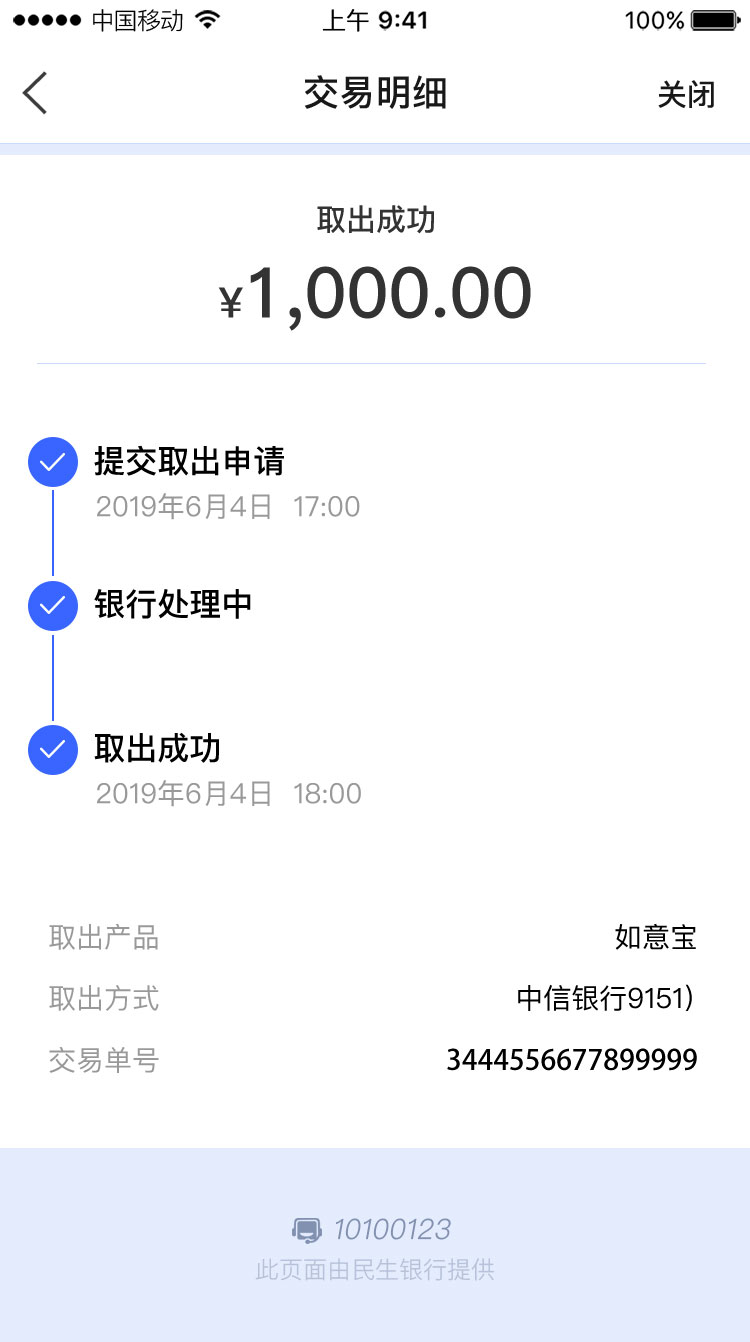 中国移动 上午 9:41 100%
交易明细 关闭
取出成功
¥1,000.00
提交取出申请
2019年6月4日 17:00
银行处理中
取出成功
2019年6月4日 18:00
取出产品 如意宝
取出方式 中信银行9151)
交易单号 3444556677899999
10100123
此页面由民生银行提供